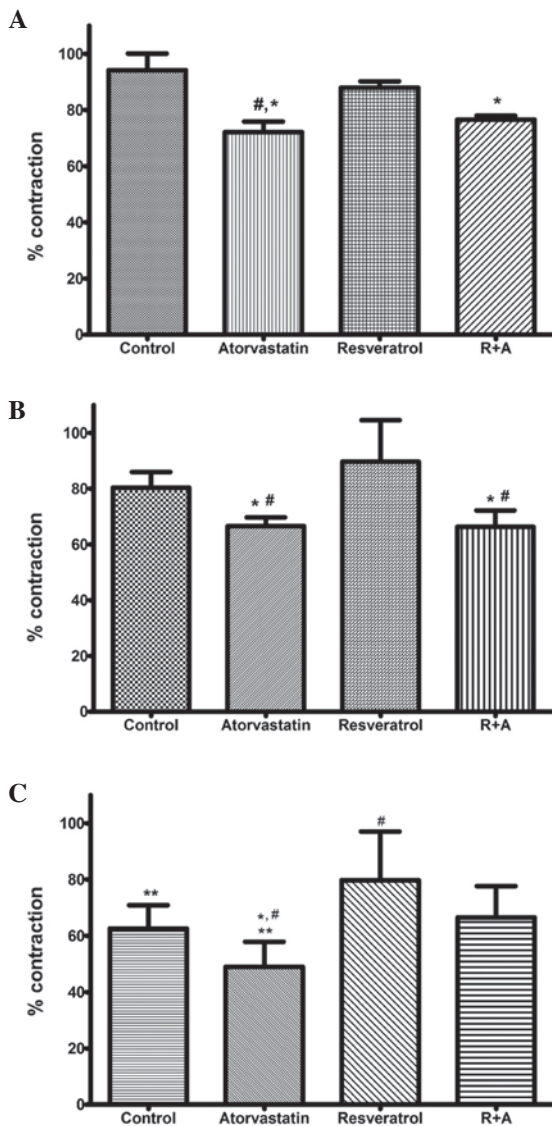 A
% contraction
100
80
60
40
20
0
#,*
*
Control Atorvastatin Resveratrol R+A
B
% contraction
100
80
60
40
20
0
* #
* #
Control Atorvastatin Resveratrol R+A
C
% contraction
100
80
60
40
20
0
**
*, #
**
#
Control Atorvastatin Resveratrol R+A